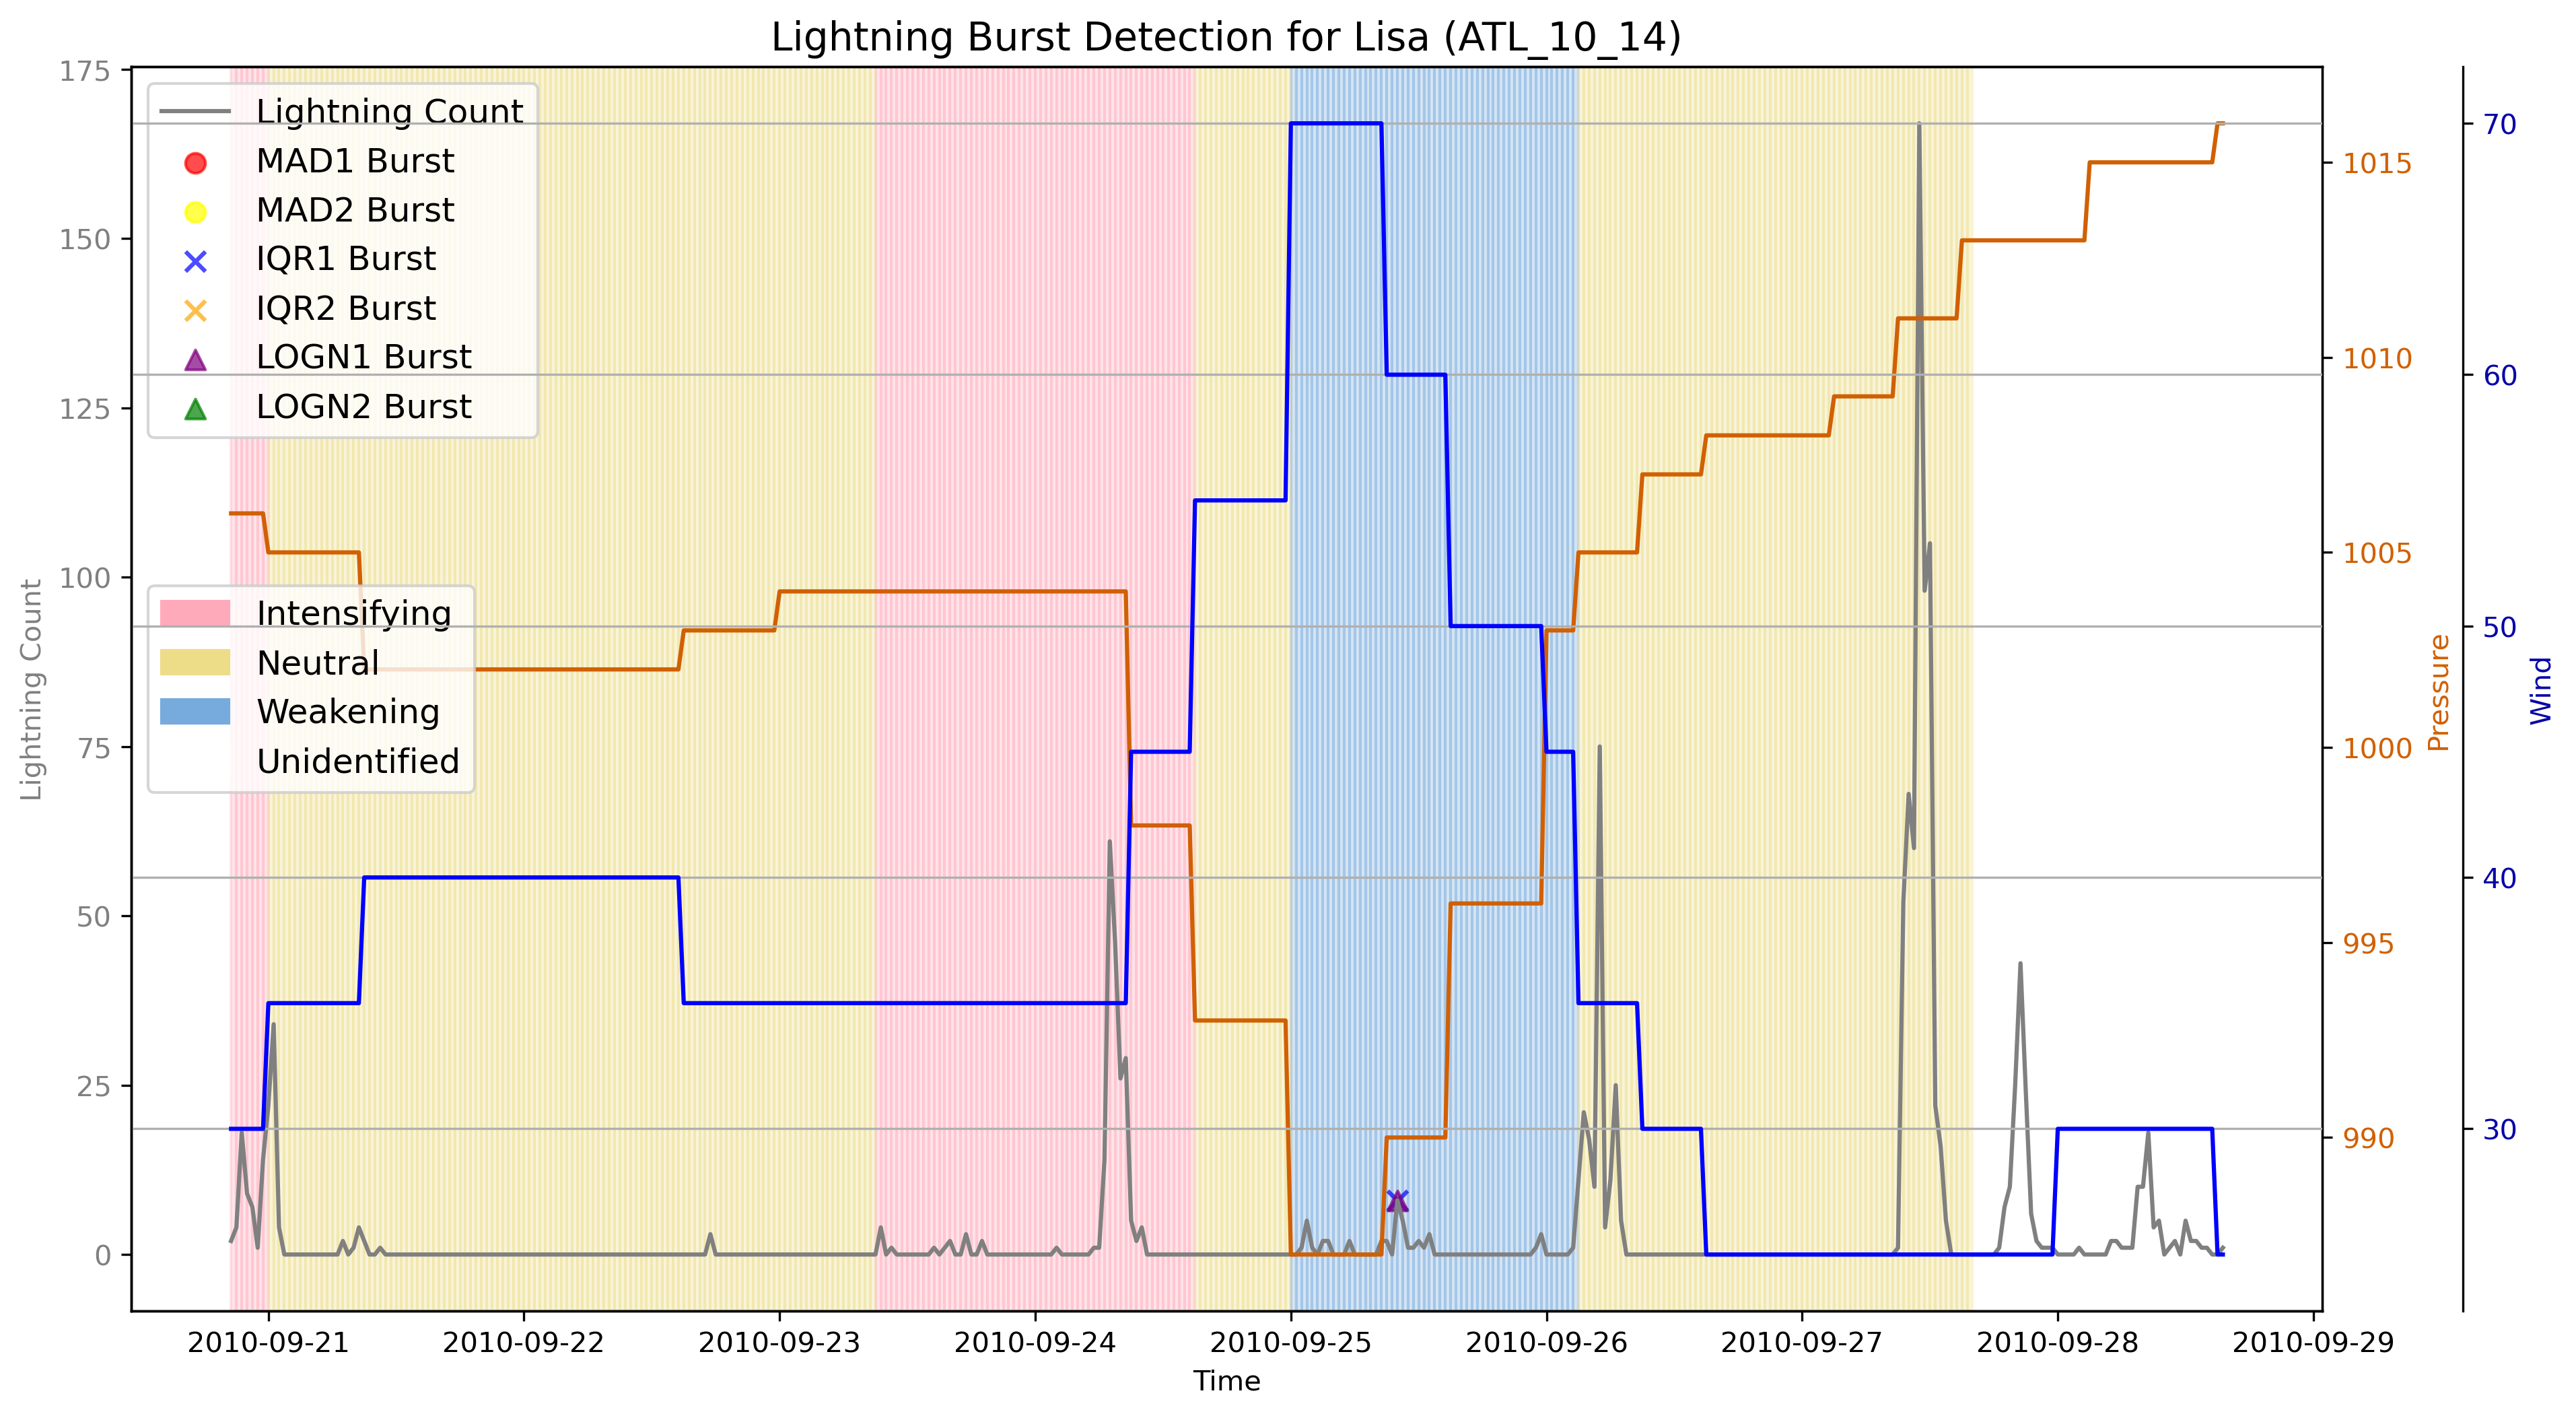 Lightning Burst Detection for Lisa (ATL_10_14)
175
150
125
100
75
50
25
0
Lightning Count
Lightning Count
MAD1 Burst
MAD2 Burst
IQR1 Burst
IQR2 Burst
LOGN1 Burst
LOGN2 Burst
Intensifying
Neutral
Weakening
Unidentified
1015
1010
1005
1000
995
990
Pressure
70
60
50
40
30
Wind
2010-09-21
2010-09-22
2010-09-23
2010-09-24
2010-09-25
2010-09-26
2010-09-27
2010-09-28
2010-09-29
Time